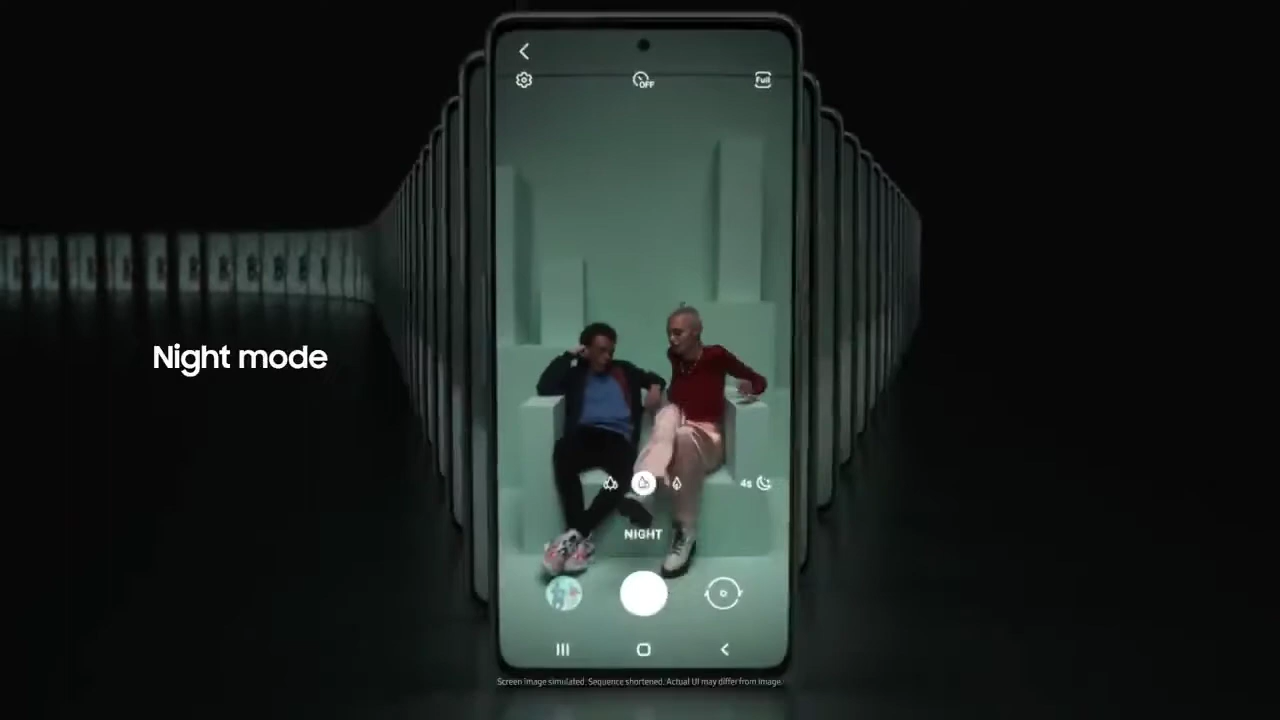 OFF
Full
Night mode
4s
NIGHT
Screen image simulated. Sequence shortened. Actual UI may differ from image.